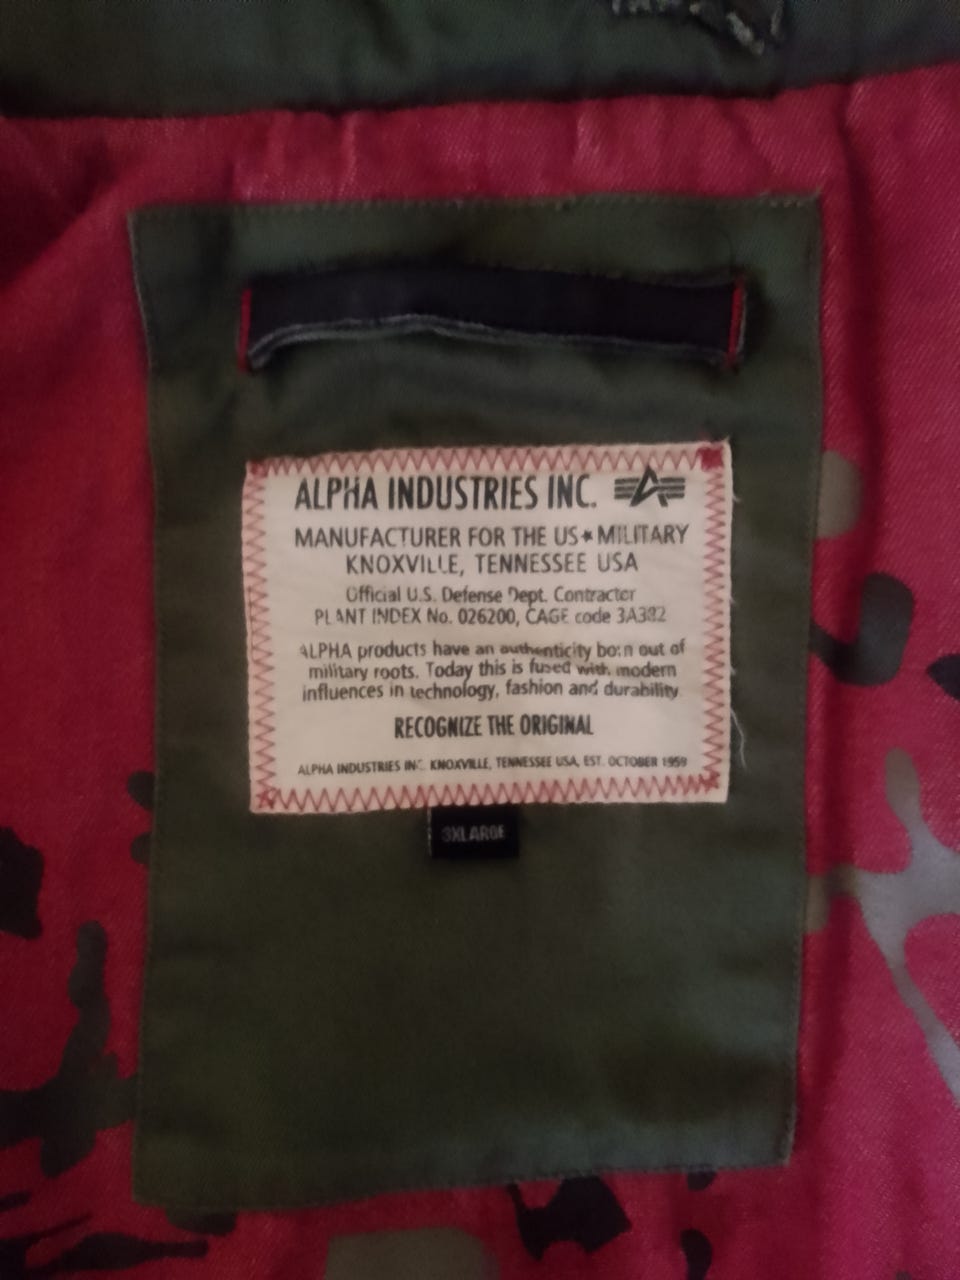 ALPHA INDUSTRIES INC.
MANUFACTURER FOR THE US★MILITARY
KNOXVILLE, TENNESSEE USA
Official U.S. Defense Dept. Contractor
PLANT INDEX No. 026200, CAGE code 3A382
ALPHA products have an authenticity born out of
military roots. Today this is fused with modern
influences in technology, fashion and durability
RECOGNIZE THE ORIGINAL
ALPHA INDUSTRIES INC. KNOXVILLE, TENNESSEE USA, EST. OCTOBER 1959
3XLARGE